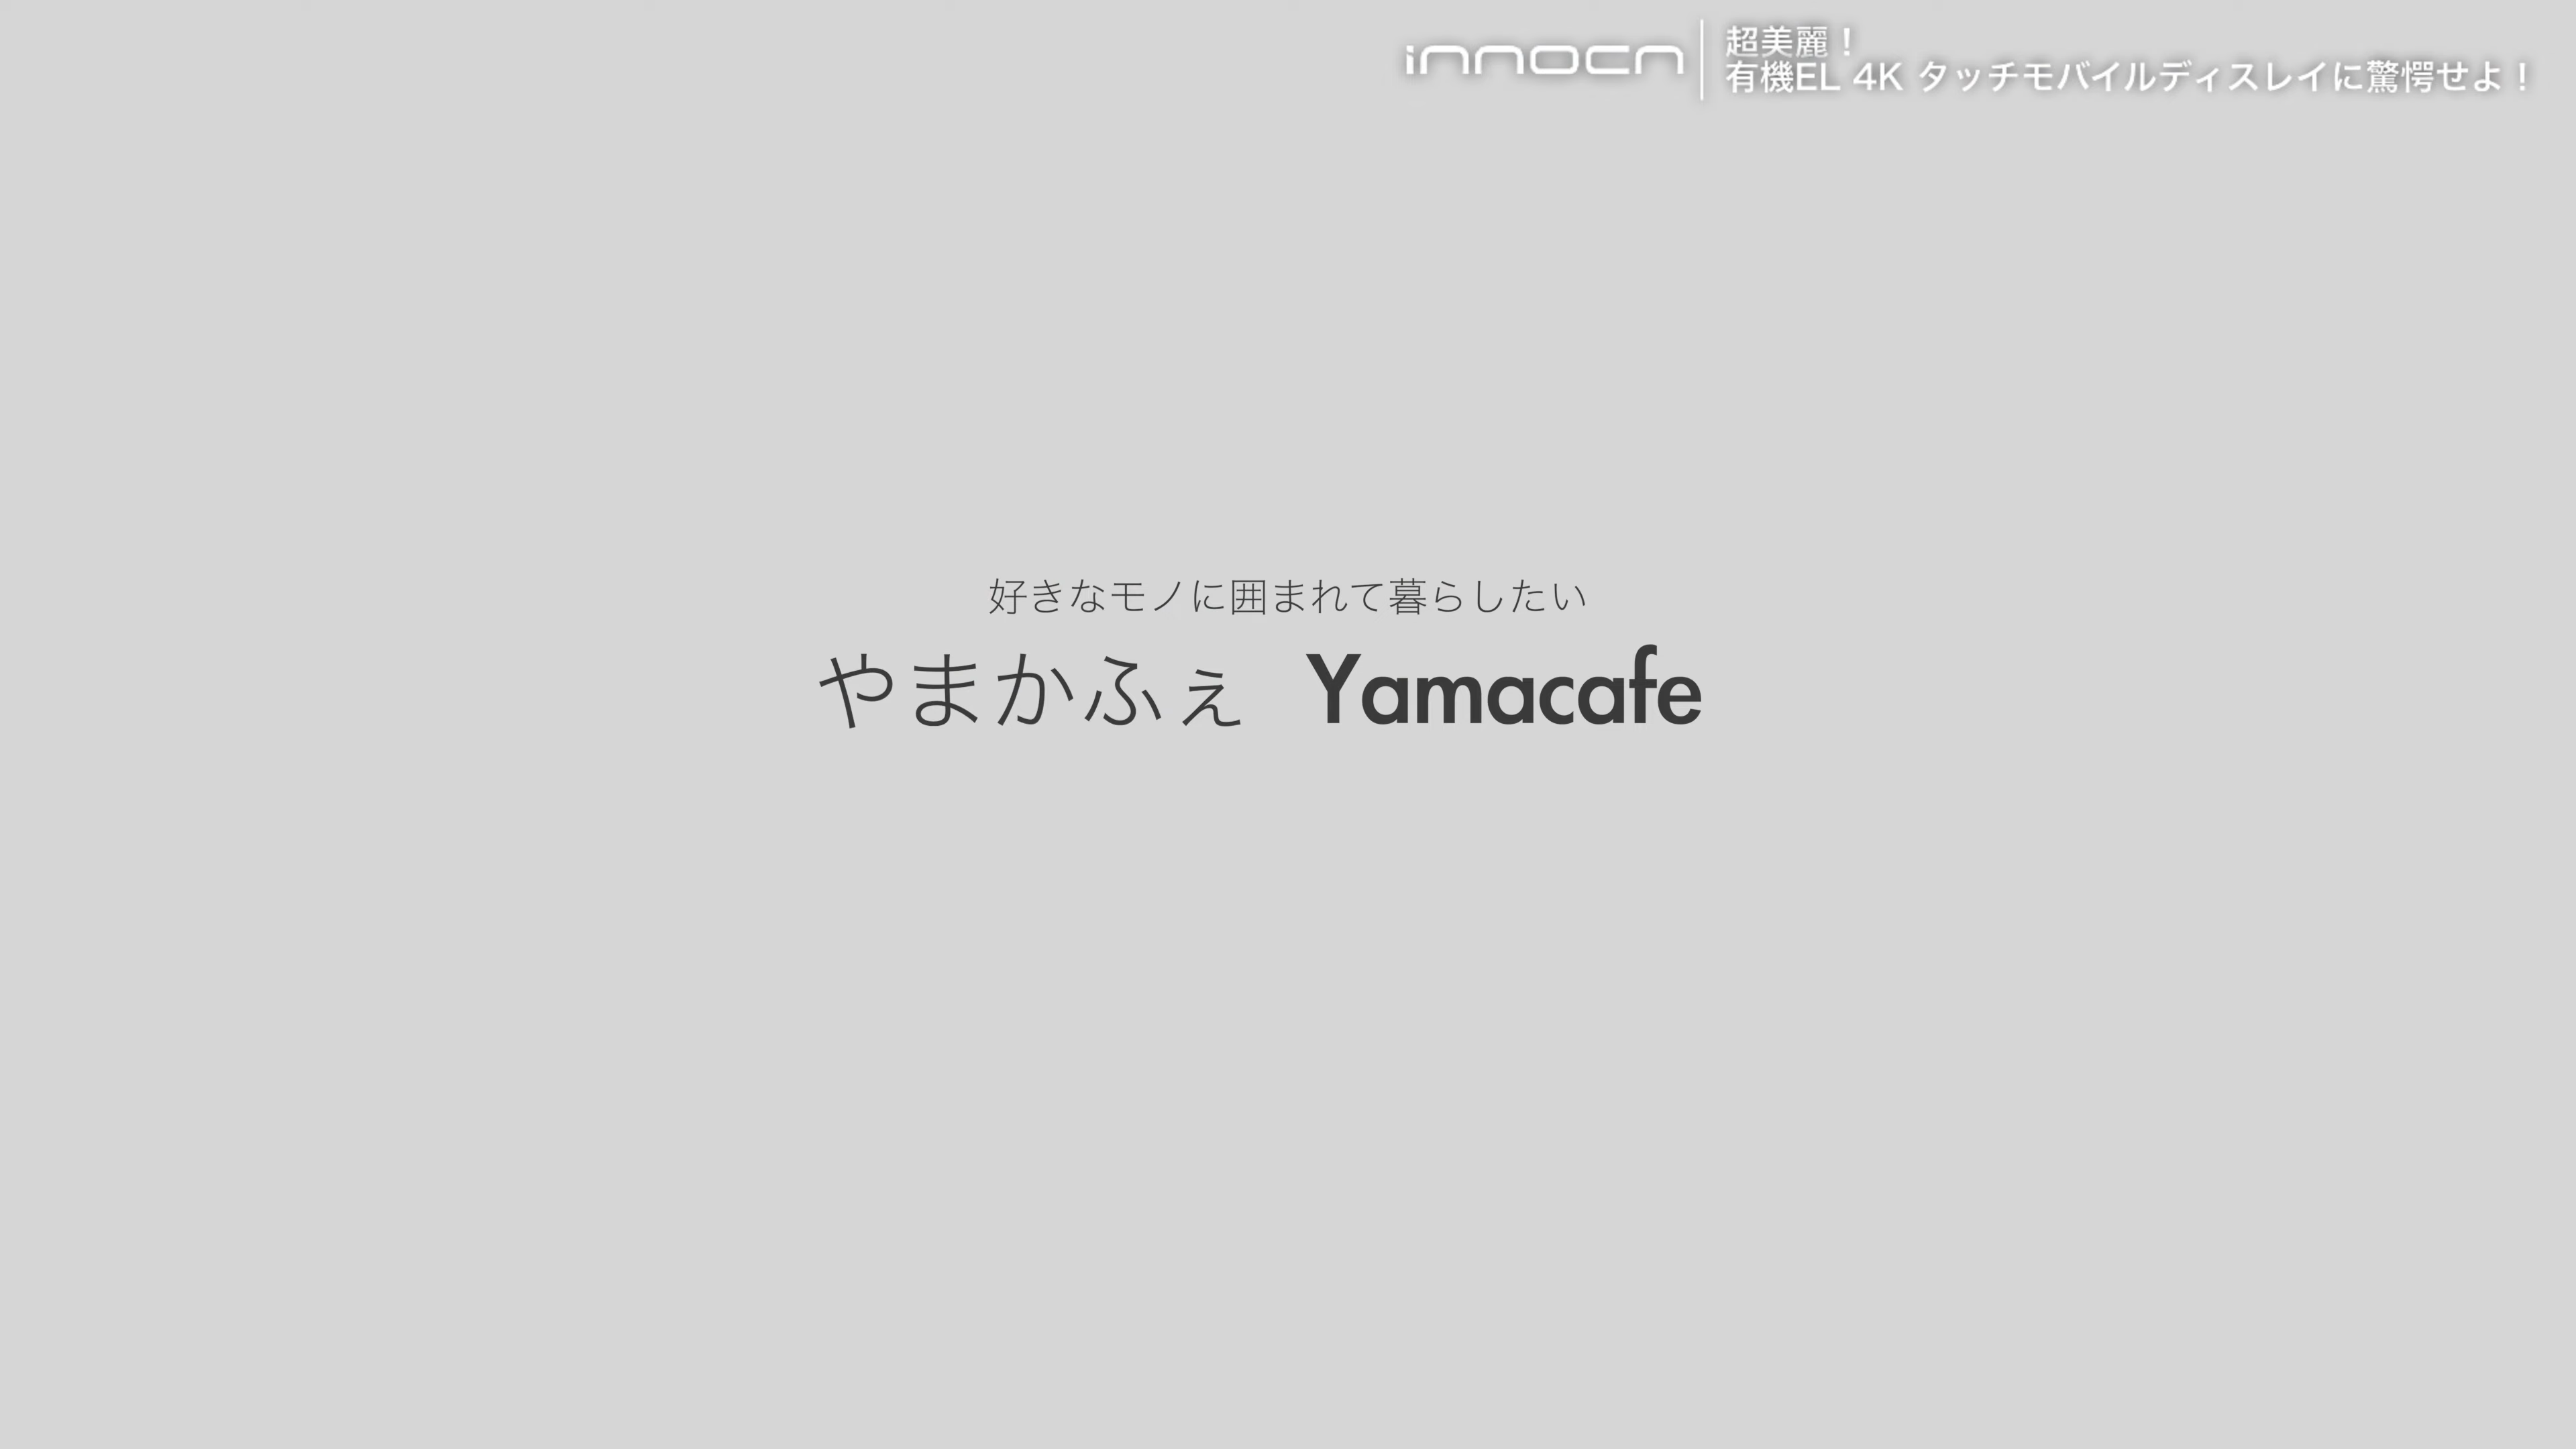 innocn
超美麗！
有機EL 4K タッチモバイルディスレイに驚愕せよ！
好きなモノに囲まれて暮らしたい
やまかふぇ Yamacafe